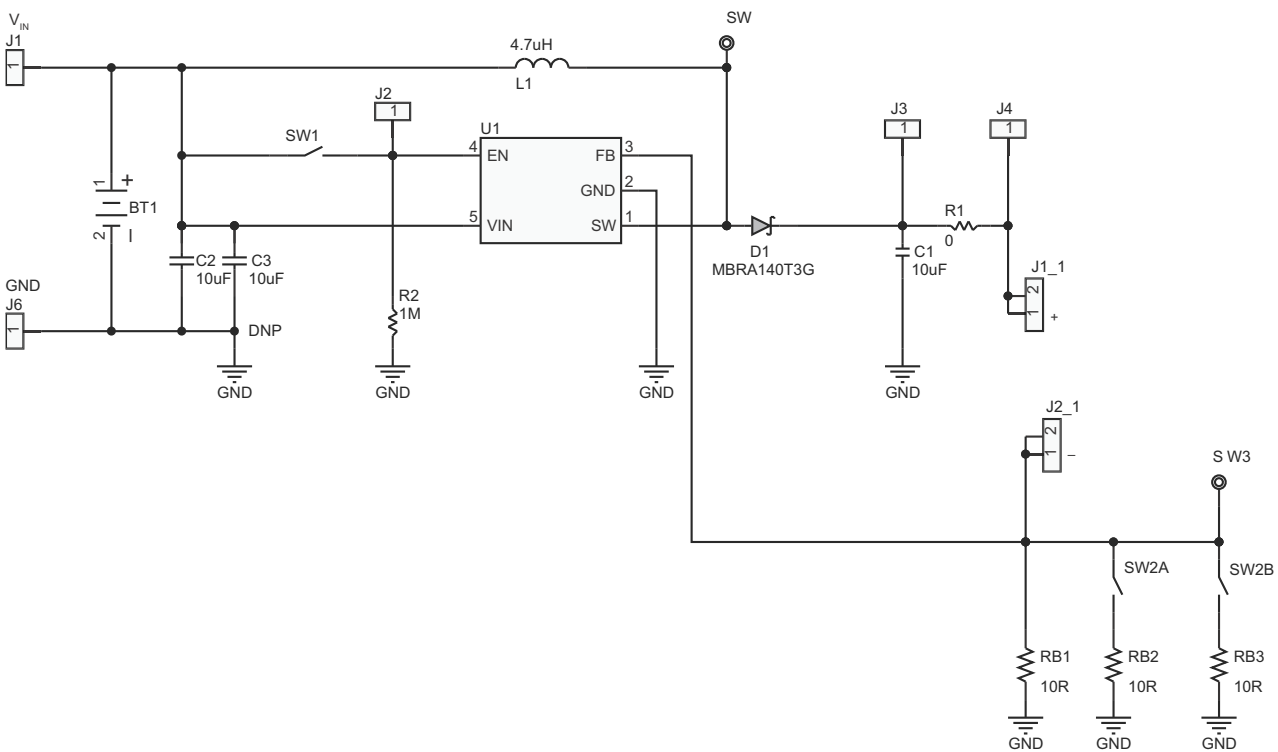 V IN
J1
1
4.7uH
L1
SW
J2
1
SW1
U1
4
EN
5
VIN
FB
3
GND
2
SW
1
J3
1
J4
1
R1
0
D1
MBRA140T3G
C1
10uF
J1_1
2
1
+
1
+
BT1
2
I
C2
10uF
C3
10uF
R2
1M
GND
J6
1
DNP
GND
GND
GND
GND
J2_1
2
1
–
S W3
SW2A
SW2B
RB1
10R
RB2
10R
RB3
10R
GND
GND
GND